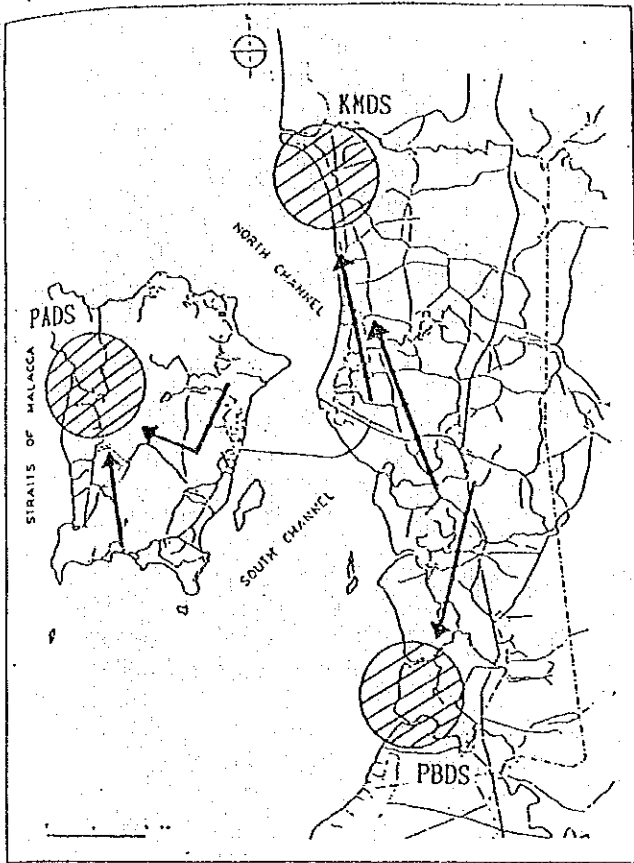 KMDS
NORTH CHANNEL
PADS
STRAITS OF MALACCA
SOUTH CHANNEL
PBDS